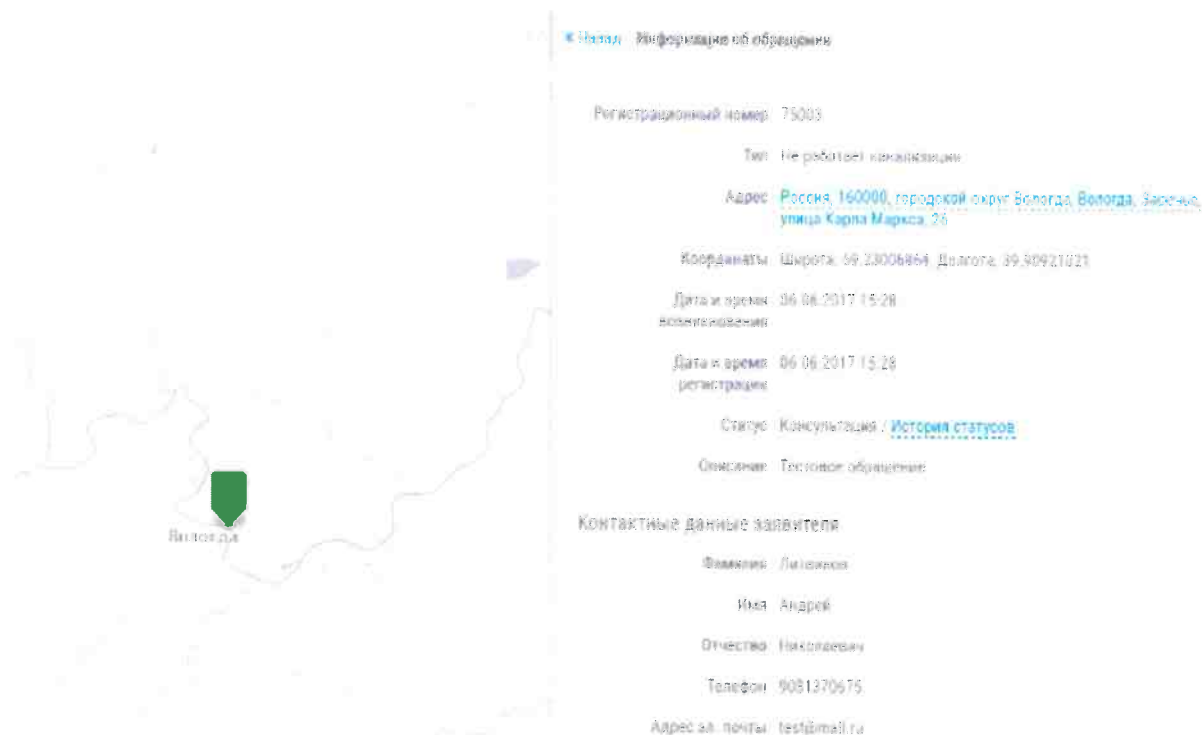 Вологда
Назад Информация об обращении
Регистрационный номер 75003
Тип Не работает канализация
Адрес Россия, 160000, городской округ Вологда, Вологда, Заречье,
улица Карла Маркса, 26
Координаты Широта: 59,23006864 Долгота: 39,90921021
Дата и время 06.06.2017 15:28
возникновения
Дата и время 06.06.2017 15:28
регистрации
Статус Консультация / История статусов
Описание Тестовое обращение
Контактные данные заявителя
Фамилия
Имя Андрей
Отчество Николаевич
Телефон 9081370675
Адрес эл. почты test@mail.ru